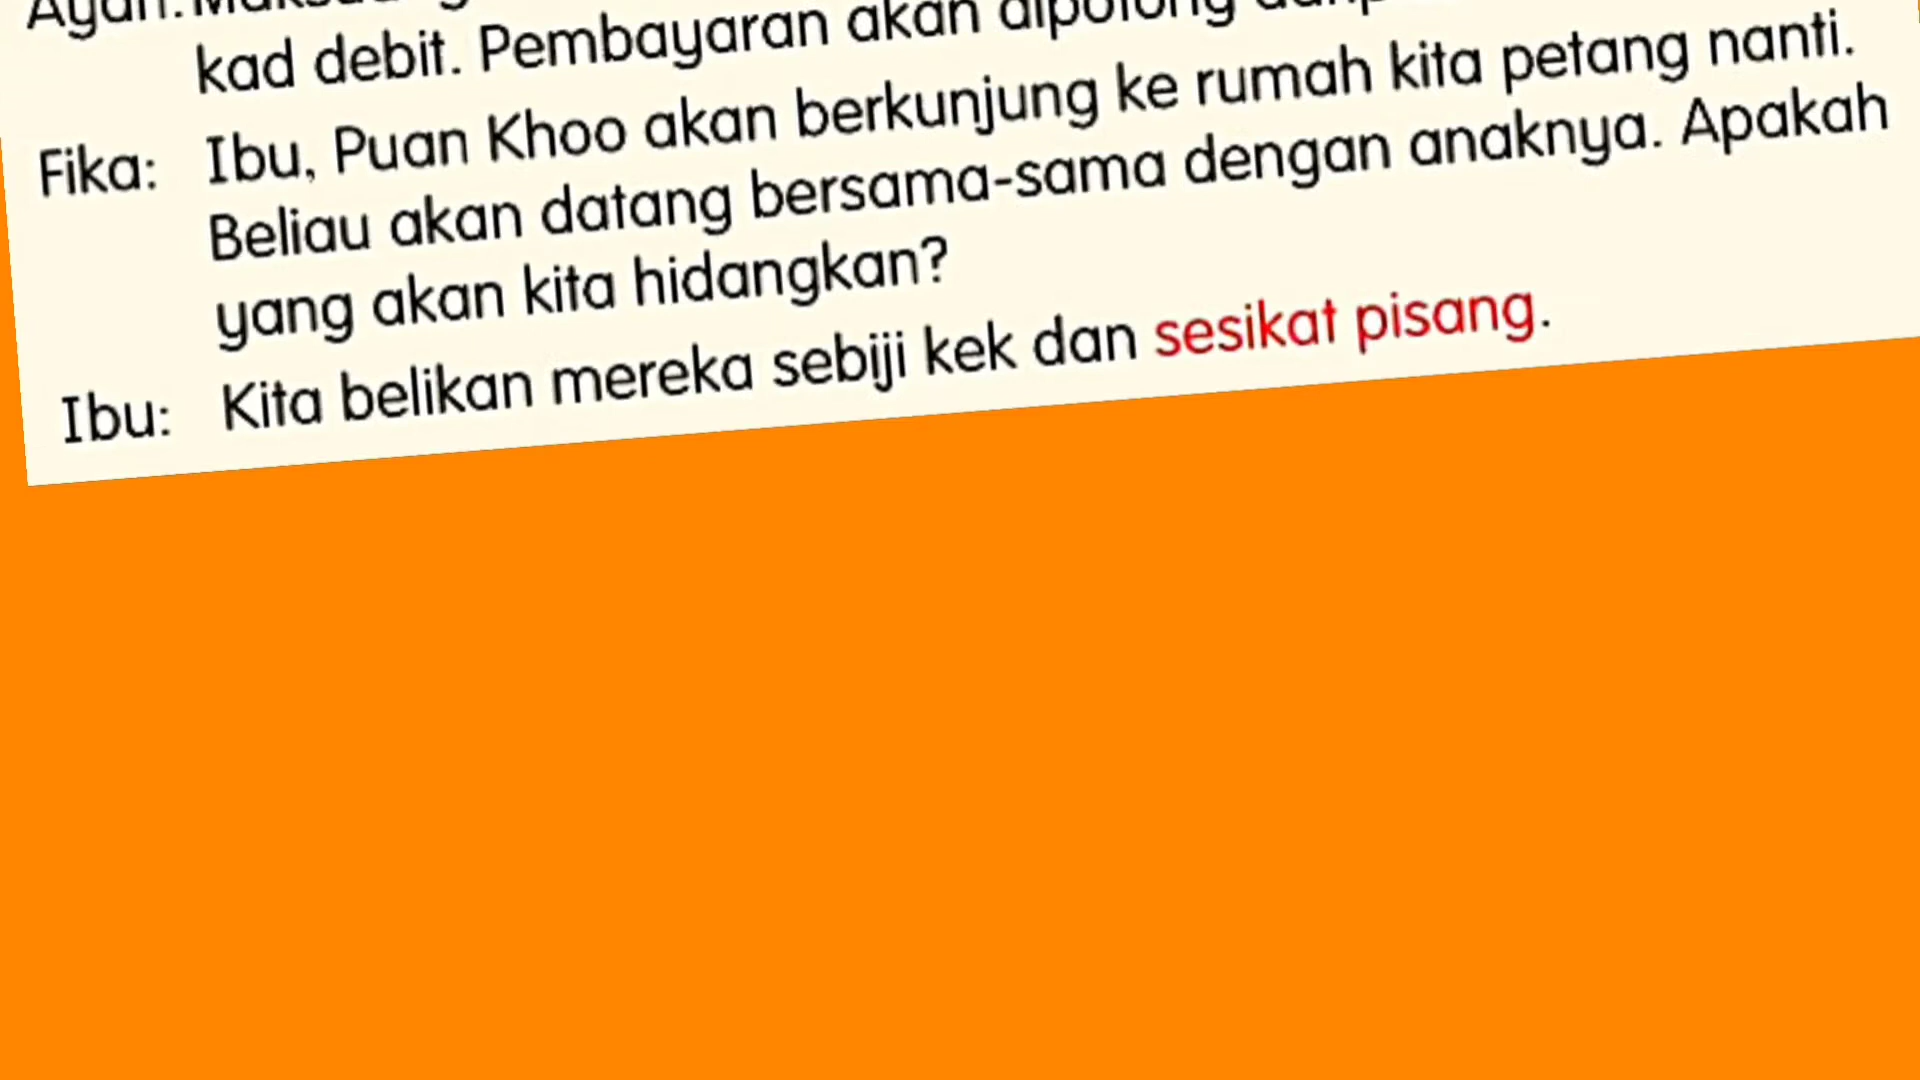 kad debit. Pembayaran akan dipotong
Fika: Ibu, Puan Khoo akan berkunjung ke rumah kita petang nanti.
Beliau akan datang bersama-sama dengan anaknya. Apakah
yang akan kita hidangkan?
Ibu: Kita belikan mereka sebiji kek dan sesikat pisang.